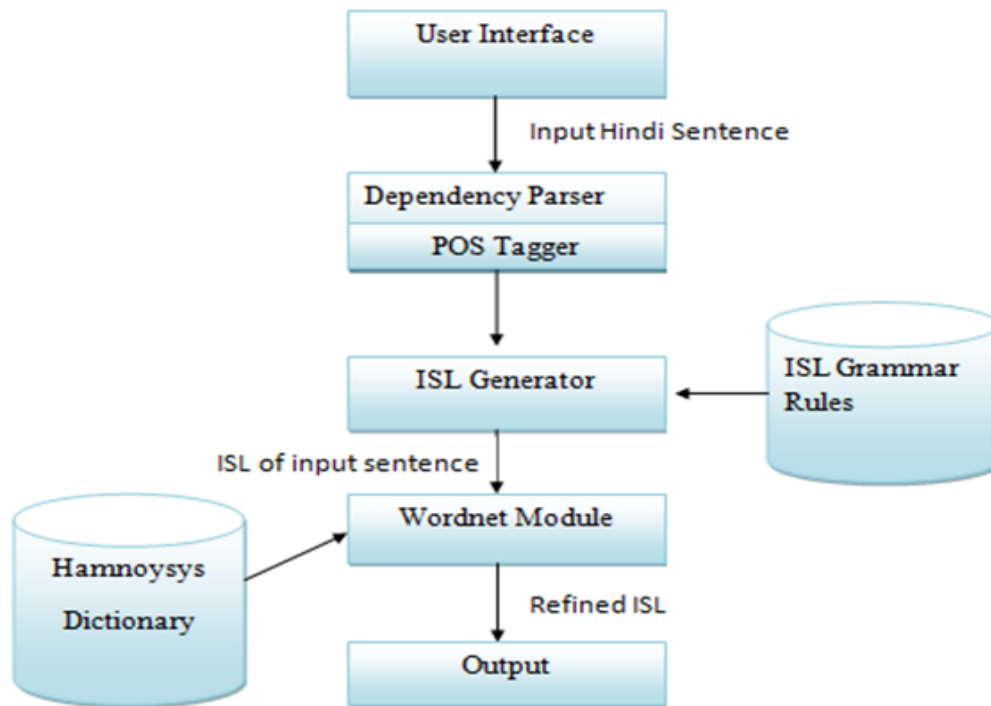 User Interface
Input Hindi Sentence
Dependency Parser
POS Tagger
ISL Generator
ISL Grammar
Rules
ISL of input sentence
Wordnet Module
Hamnoysys
Dictionary
Refined ISL
Output